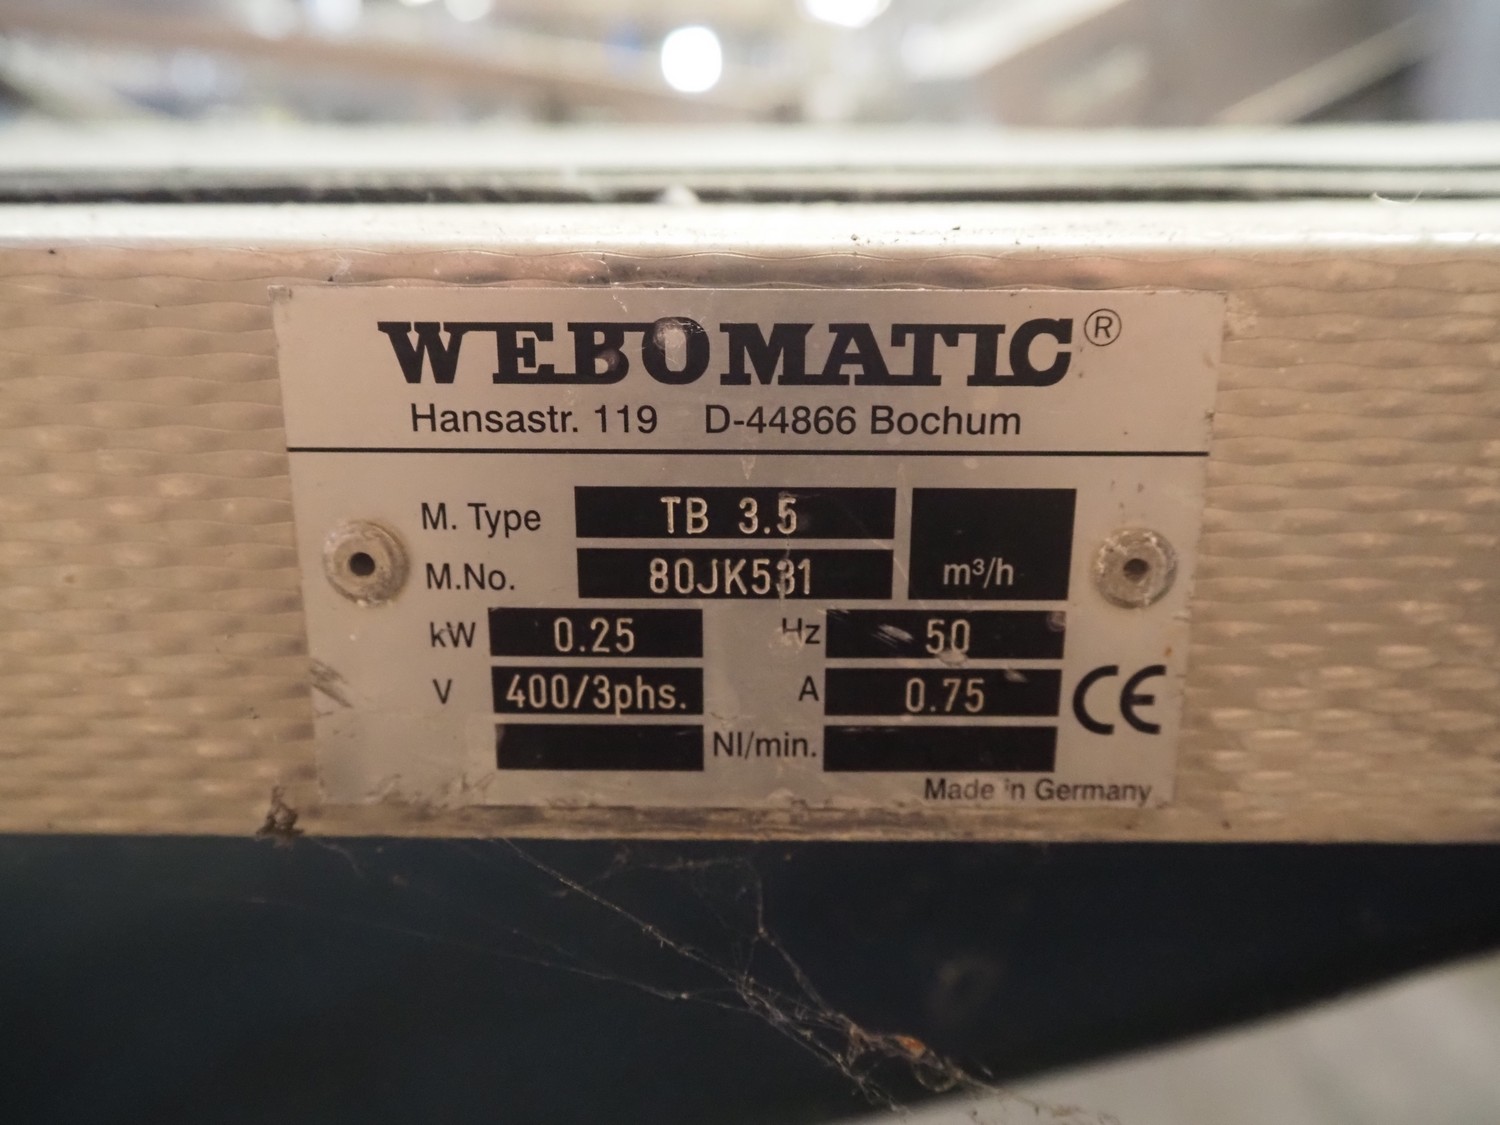 WEBOMATIC®
Hansastr. 119 D-44866 Bochum
M. Type TB 3.5
M.No. 80JK531 m³/h
kW 0.25 Hz 50
V 400/3phs. A 0.75
Nl/min.
CE
Made in Germany